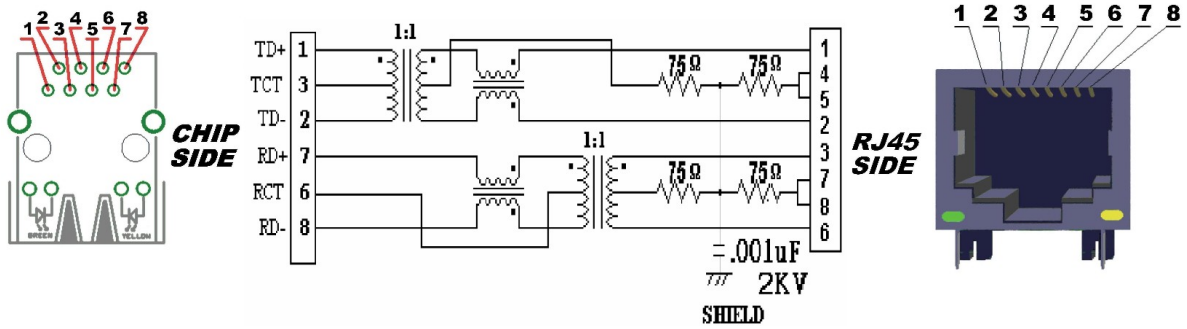 2 4 6 8
1 3 5 7
CHIP
SIDE
GREEN YELLOW
1:1
TD+ 1
TCT 3
TD- 2
RD+ 7
RCT 6
RD- 8
75Ω 75Ω
1:1
75Ω 75Ω
1
4
5
2
3
7
8
6
.001uF
2KV
SHIELD
RJ45
SIDE
1 2 3 4 5 6 7 8